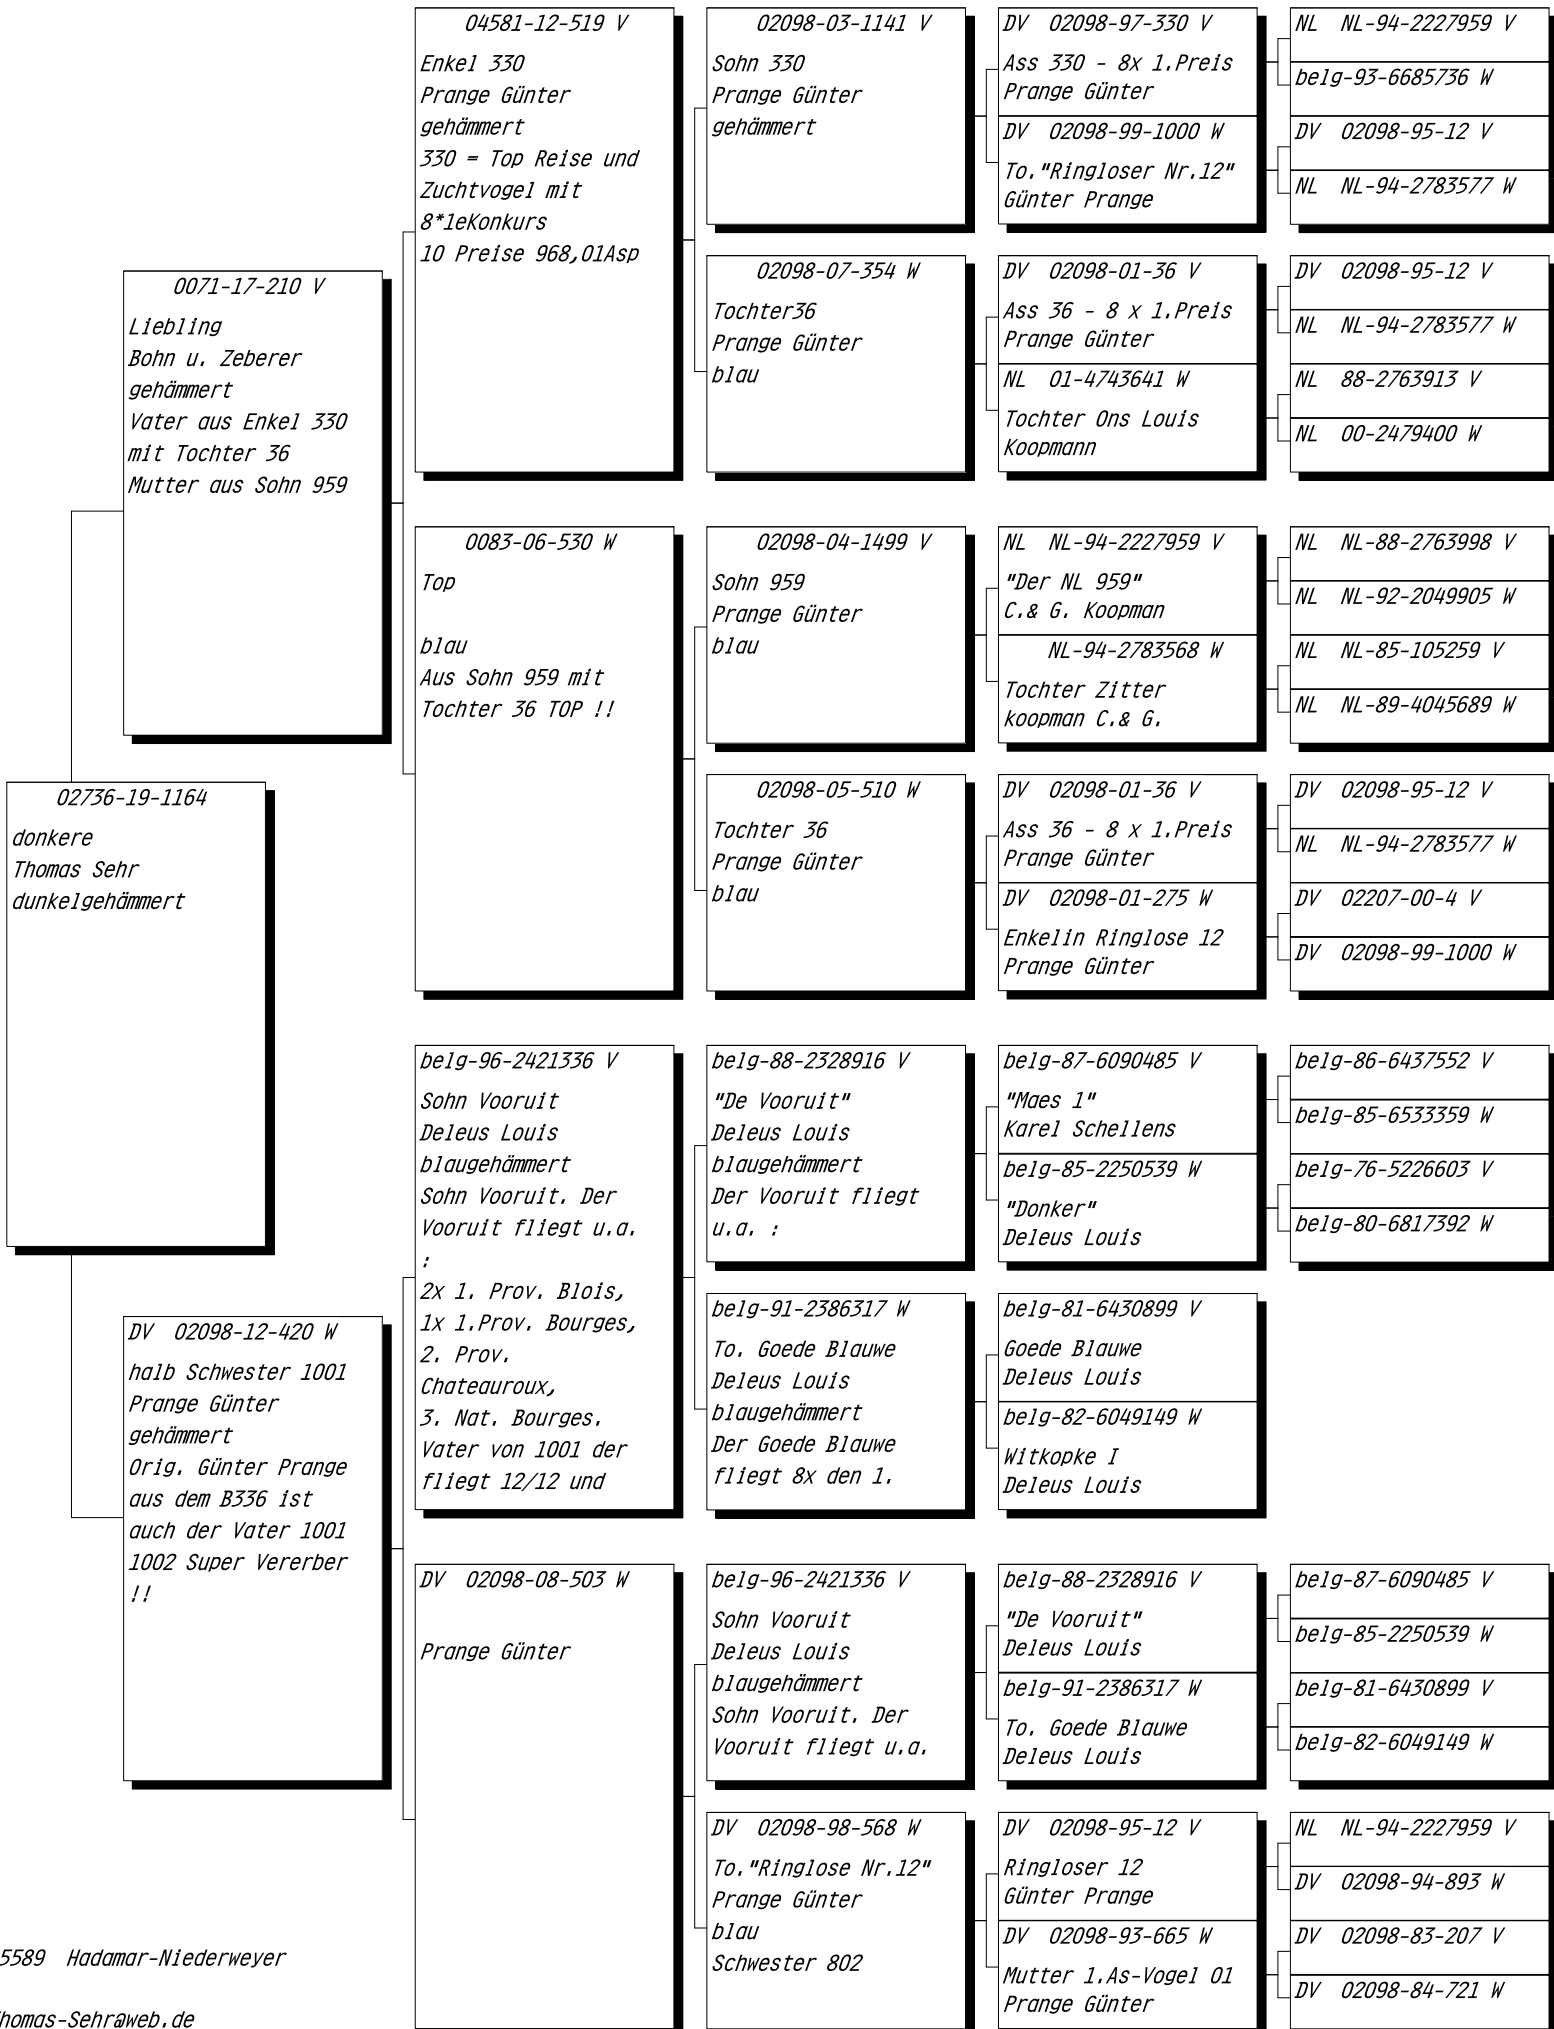 02736-19-1164
donkere
Thomas Sehr
dunkelgehämmert
0071-17-210 V
Liebling
Bohn u. Zeberer
gehämmert
Vater aus Enkel 330
mit Tochter 36
Mutter aus Sohn 959
DV 02098-12-420 W
halb Schwester 1001
Prange Günter
gehämmert
Orig. Günter Prange
aus dem B336 ist
auch der Vater 1001
1002 Super Vererber
!!
04581-12-519 V
Enkel 330
Prange Günter
gehämmert
330 = Top Reise und
Zuchtvogel mit
8*1eKonkurs
10 Preise 968,01Asp
0083-06-530 W
Top
blau
Aus Sohn 959 mit
Tochter 36 TOP !!
belg-96-2421336 V
Sohn Vooruit
Deleus Louis
blaugehämmert
Sohn Vooruit. Der
Vooruit fliegt u.a.
:
2x 1. Prov. Blois,
1x 1.Prov. Bourges,
2. Prov.
Chateauroux,
3. Nat. Bourges.
Vater von 1001 der
fliegt 12/12 und
DV 02098-08-503 W
Prange Günter
02098-03-1141 V
Sohn 330
Prange Günter
gehämmert
02098-07-354 W
Tochter36
Prange Günter
blau
02098-04-1499 V
Sohn 959
Prange Günter
blau
02098-05-510 W
Tochter 36
Prange Günter
blau
belg-88-2328916 V
"De Vooruit"
Deleus Louis
blaugehämmert
Der Vooruit fliegt
u.a. :
belg-91-2386317 W
To. Goede Blauwe
Deleus Louis
blaugehämmert
Der Goede Blauwe
fliegt 8x den 1.
belg-96-2421336 V
Sohn Vooruit
Deleus Louis
blaugehämmert
Sohn Vooruit. Der
Vooruit fliegt u.a.
DV 02098-98-568 W
To."Ringlose Nr.12"
Prange Günter
blau
Schwester 802
DV 02098-97-330 V
Ass 330 - 8x 1.Preis
Prange Günter
DV 02098-99-1000 W
To."Ringloser Nr.12"
Günter Prange
DV 02098-01-36 V
Ass 36 - 8 x 1.Preis
Prange Günter
NL 01-4743641 W
Tochter Ons Louis
Koopmann
NL NL-94-2227959 V
"Der NL 959"
C.& G. Koopman
NL-94-2783568 W
Tochter Zitter
koopman C.& G.
DV 02098-01-36 V
Ass 36 - 8 x 1.Preis
Prange Günter
DV 02098-01-275 W
Enkelin Ringlose 12
Prange Günter
belg-87-6090485 V
"Maes 1"
Karel Schellens
belg-85-2250539 W
"Donker"
Deleus Louis
belg-81-6430899 V
Goede Blauwe
Deleus Louis
belg-82-6049149 W
Witkopke I
Deleus Louis
belg-88-2328916 V
"De Vooruit"
Deleus Louis
belg-91-2386317 W
To. Goede Blauwe
Deleus Louis
DV 02098-95-12 V
Ringloser 12
Günter Prange
DV 02098-93-665 W
Mutter 1.As-Vogel 01
Prange Günter
NL NL-94-2227959 V
belg-93-6685736 W
DV 02098-95-12 V
NL NL-94-2783577 W
DV 02098-95-12 V
NL NL-94-2783577 W
NL 88-2763913 V
NL 00-2479400 W
NL NL-88-2763998 V
NL NL-92-2049905 W
NL NL-85-105259 V
NL NL-89-4045689 W
DV 02098-95-12 V
NL NL-94-2783577 W
DV 02207-00-4 V
DV 02098-99-1000 W
belg-86-6437552 V
belg-85-6533359 W
belg-76-5226603 V
belg-80-6817392 W
belg-87-6090485 V
belg-85-2250539 W
belg-81-6430899 V
belg-82-6049149 W
NL NL-94-2227959 V
DV 02098-94-893 W
DV 02098-83-207 V
DV 02098-84-721 W
5589 Hadamar-Niederweyer
homas-Sehr@web.de